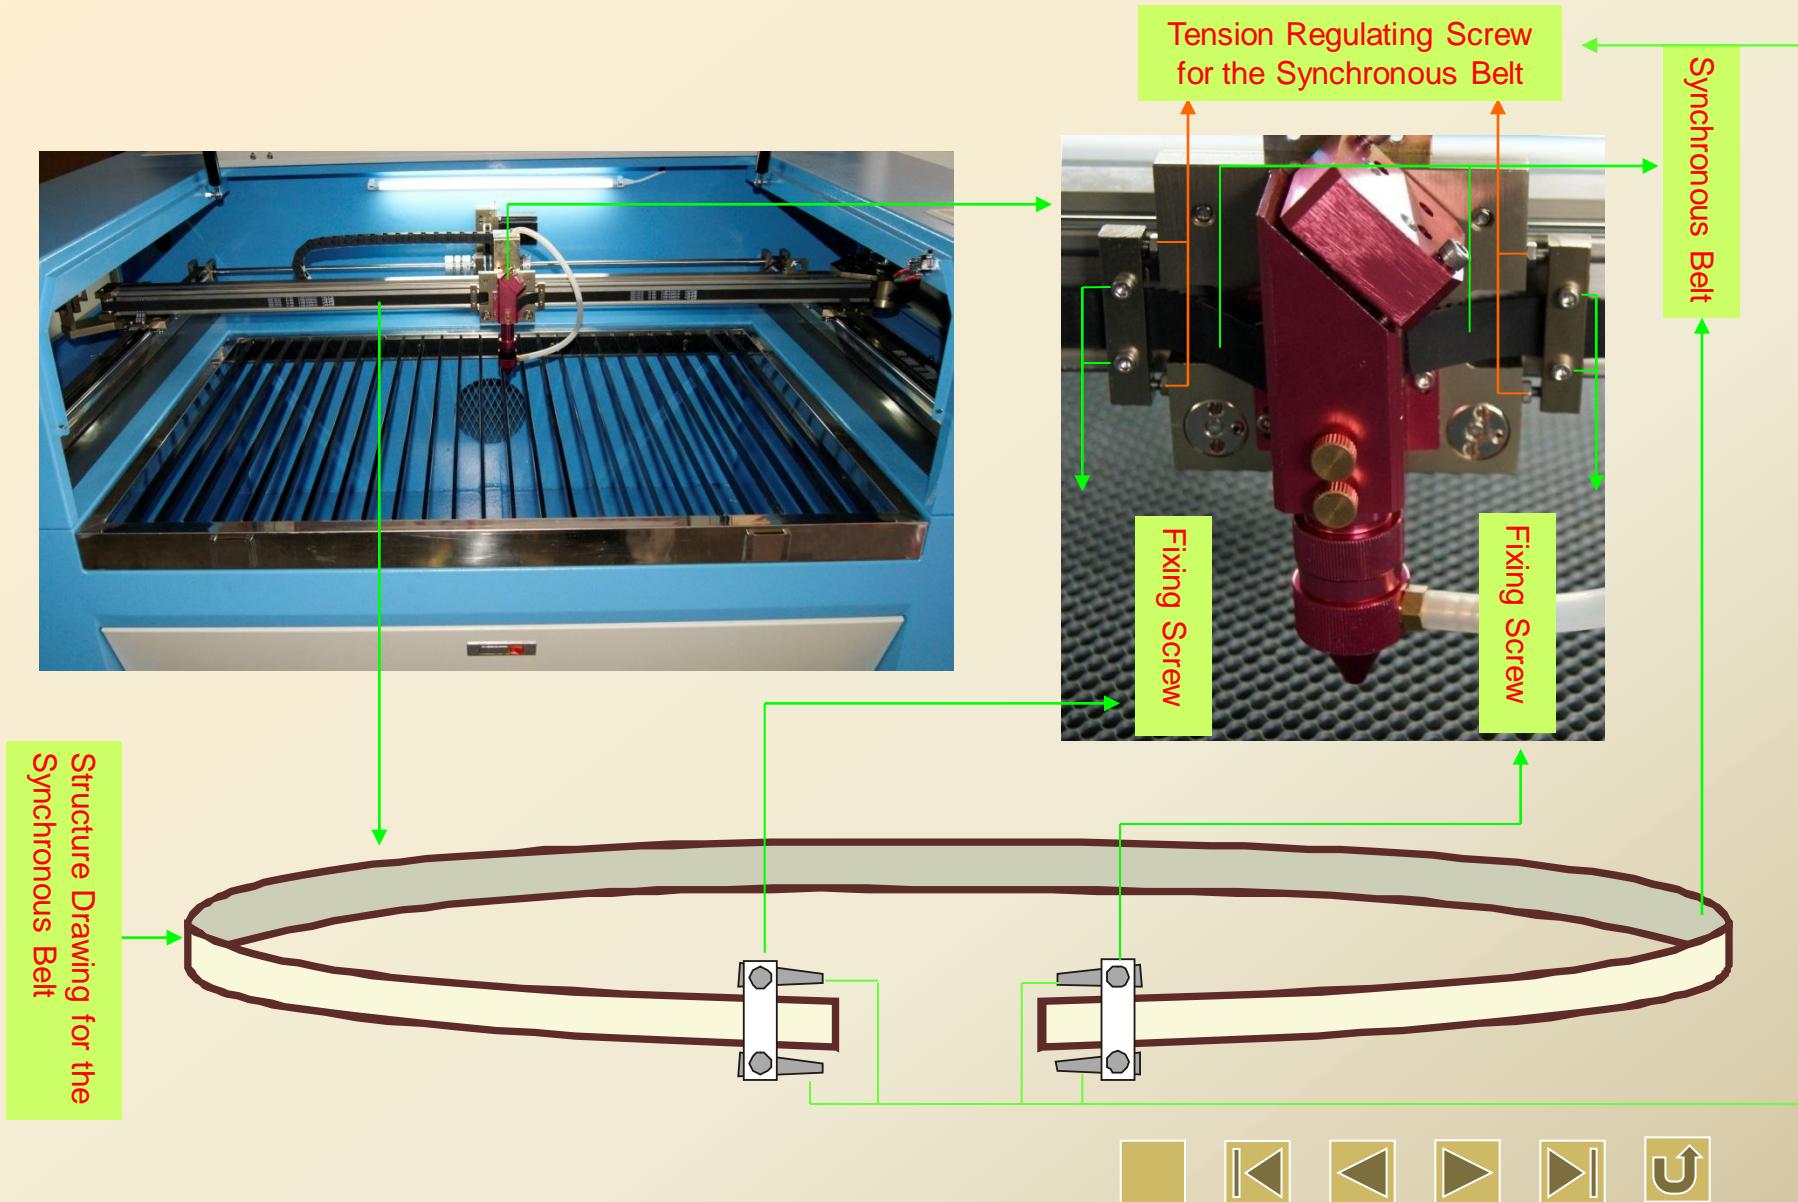 Tension Regulating Screw
for the Synchronous Belt
Synchronous Belt
Fixing Screw
Fixing Screw
Structure Drawing for the
Synchronous Belt